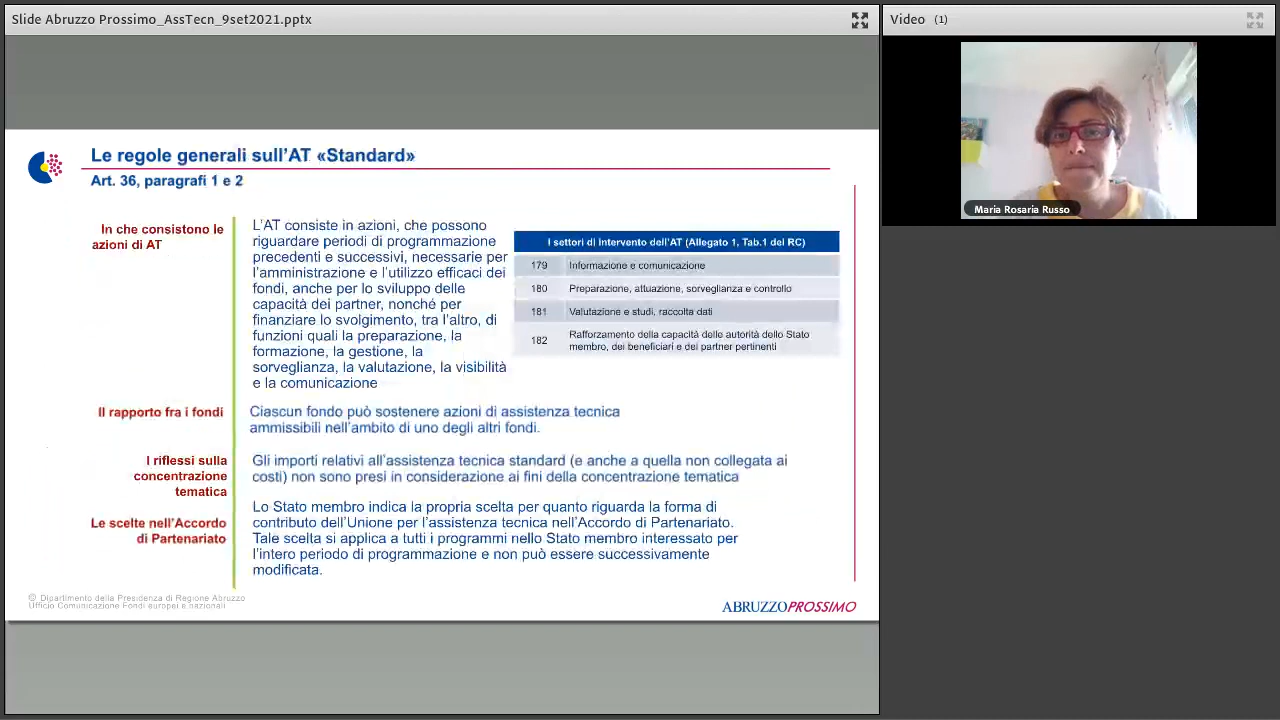 Slide Abruzzo Prossimo_AssTecn_9set2021.pptx
Video (1)
Maria Rosaria Russo
Le regole generali sull'AT «Standard»
Art. 36, paragrafi 1 e 2
In che consistono le
azioni di AT
L'AT consiste in azioni, che possono
riguardare periodi di programmazione
precedenti e successivi, necessarie per
l'amministrazione e l'utilizzo efficaci dei
fondi, anche per lo sviluppo delle
capacità dei partner, nonché per
finanziare lo svolgimento, tra l'altro, di
funzioni quali la preparazione, la
formazione, la gestione, la
sorveglianza, la valutazione, la visibilità
e la comunicazione
I settori di intervento dell'AT (Allegato 1, Tab.1 del RC)
179 Informazione e comunicazione
180 Preparazione, attuazione, sorveglianza e controllo
181 Valutazione e studi, raccolta dati
182 Rafforzamento della capacità delle autorità dello Stato
membro, dei beneficiari e dei partner pertinenti
Il rapporto fra i fondi
Ciascun fondo può sostenere azioni di assistenza tecnica
ammissibili nell'ambito di uno degli altri fondi.
I riflessi sulla
concentrazione
tematica
Gli importi relativi all'assistenza tecnica standard (e anche a quella non collegata ai
costi) non sono presi in considerazione ai fini della concentrazione tematica
Le scelte nell'Accordo
di Partenariato
Lo Stato membro indica la propria scelta per quanto riguarda la forma di
contributo dell'Unione per l'assistenza tecnica nell'Accordo di Partenariato.
Tale scelta si applica a tutti i programmi nello Stato membro interessato per
l'intero periodo di programmazione e non può essere successivamente
modificata.
© Dipartimento della Presidenza di Regione Abruzzo
Ufficio Comunicazione Fondi europei e nazionali
ABRUZZOPROSSIMO